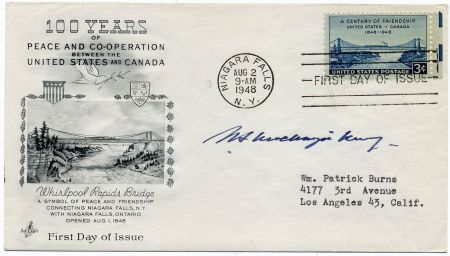 100 YEARS
OF
PEACE AND CO-OPERATION
BETWEEN THE
UNITED STATES AND CANADA
Whirlpool Rapids Bridge
A SYMBOL OF PEACE AND FRIENDSHIP
CONNECTING NIAGARA FALLS, N.Y.
WITH NIAGARA FALLS, ONTARIO
OPENED AUG. 1, 1848
First Day of Issue
NIAGARA FALLS
AUG 2
9-AM
1948
N.Y.
A CENTURY OF FRIENDSHIP
UNITED STATES - CANADA
1848-1948
UNITED STATES POSTAGE
3¢
FIRST DAY OF ISSUE
Wm. Patrick Burns
4177 3rd Avenue
Los Angeles 43, Calif.